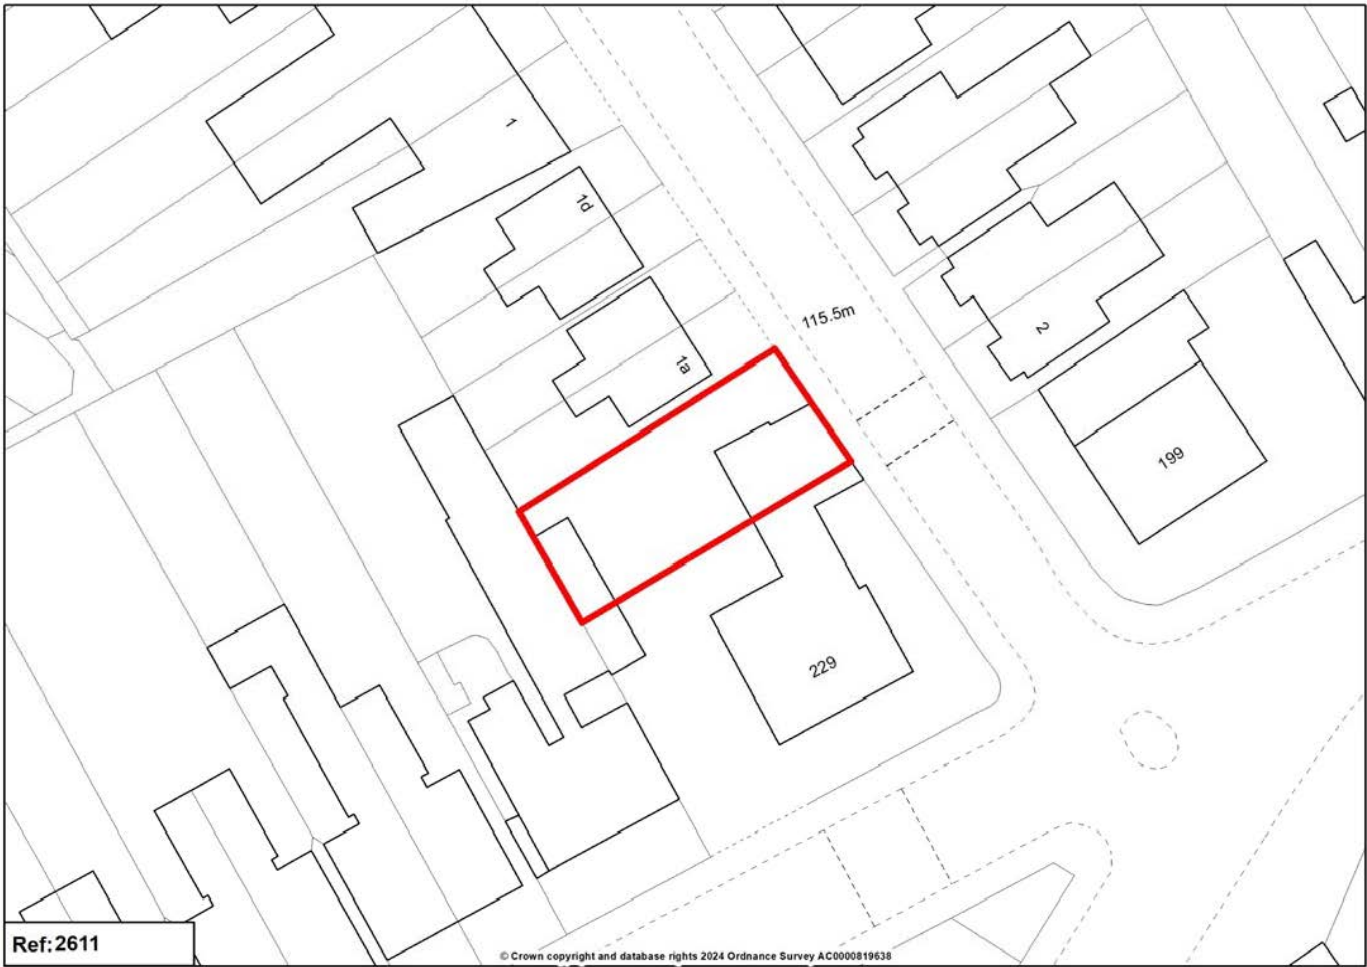 1
1d
115.5m
2
1a
199
229
Ref:2611
© Crown copyright and database rights 2024 Ordnance Survey AC0000819638